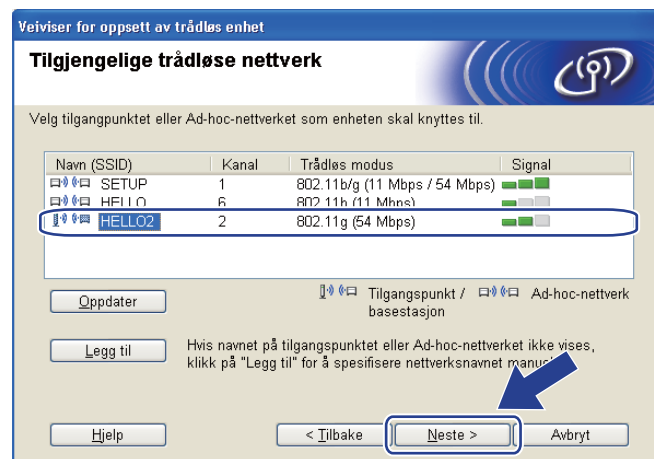 Veiviser for oppsett av trådløs enhet
Tilgjengelige trådløse nettverk
Velg tilgangpunktet eller Ad-hoc-nettverket som enheten skal knyttes til.
Navn (SSID) Kanal Trådløs modus Signal
SETUP 1 802.11b/g (11 Mbps / 54 Mbps)
HELLO 6 802.11b (11 Mbps)
HELLO2 2 802.11g (54 Mbps)
Oppdater
Tilgangspunkt / basestasjon
Ad-hoc-nettverk
Legg til
Hvis navnet på tilgangspunktet eller Ad-hoc-nettverket ikke vises,
klikk på "Legg til" for å spesifisere nettverksnavnet
Hjelp < Tilbake Neste > Avbryt